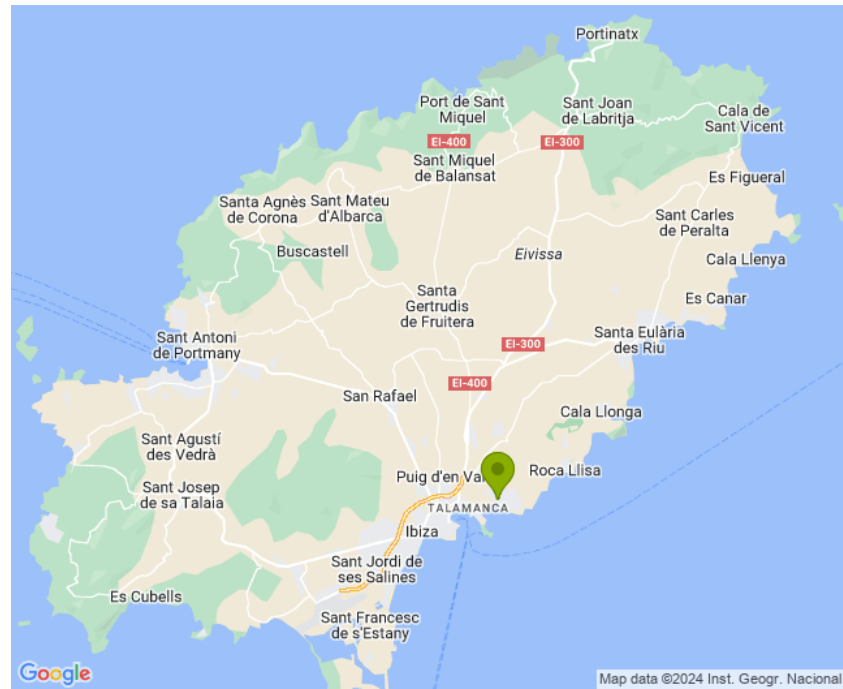 Portinatx
Port de Sant
Miquel
Sant Joan
de Labritja
Cala de
Sant Vicent
EI-400
EI-300
Sant Miquel
de Balansat
Es Figueral
Santa Agnès
de Corona
Sant Mateu
d'Albarca
Sant Carles
de Peralta
Buscastell
Eivissa
Cala Llenya
Santa
Gertrudis
de Fruitera
Es Canar
Sant Antoni
de Portmany
Santa Eulària
des Riu
EI-300
EI-400
San Rafael
Cala Llonga
Sant Agustí
des Vedrà
Puig d'en Va
Roca Llisa
Sant Josep
de sa Talaia
TALAMANCA
Ibiza
Sant Jordi de
ses Salines
Es Cubells
Sant Francesc
de s'Estany
Google
Map data ©2024 Inst. Geogr. Nacional